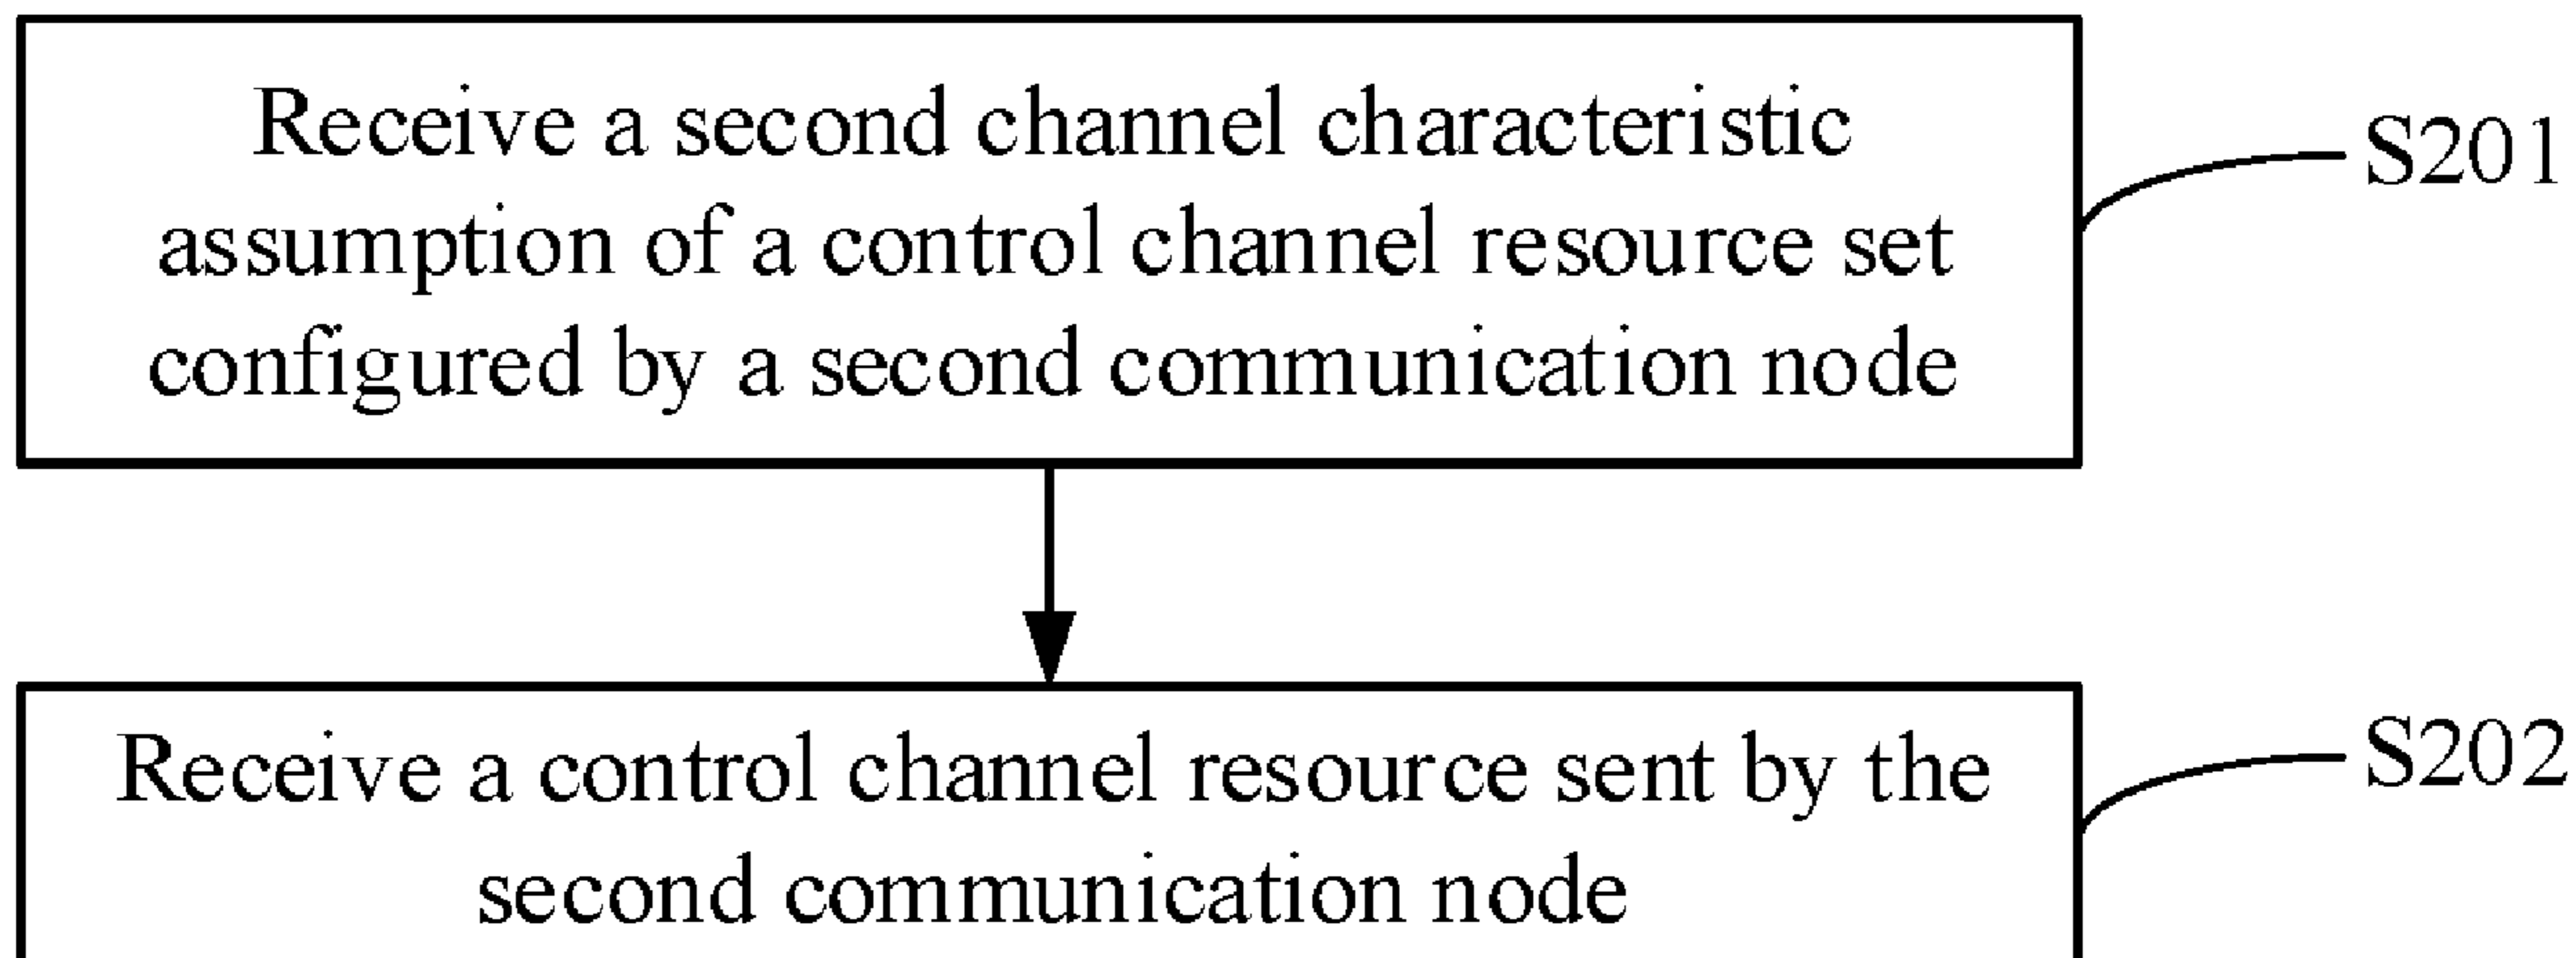 Receive a second channel characteristic
assumption of a control channel resource set
configured by a second communication node
S201
Receive a control channel resource sent by the
second communication node
S202